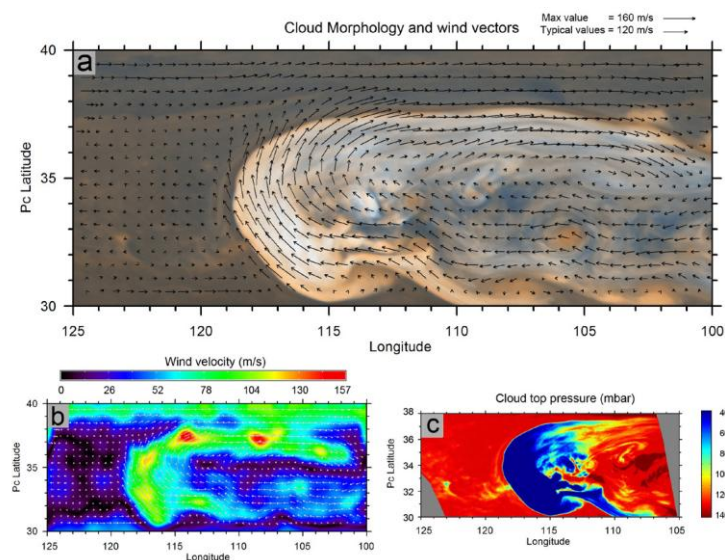 Cloud Morphology and wind vectors
Max value = 160 m/s
Typical values = 120 m/s
a
40
35
30
Pc Latitude
125 120 115 110 105 100
Longitude
Wind velocity (m/s)
0 26 52 78 104 130 157
b
40
35
30
Pc Latitude
125 120 115 110 105 100
Longitude
Cloud top pressure (mbar)
c
38
36
34
32
30
Pc Latitude
125 120 115 110 105
Longitude